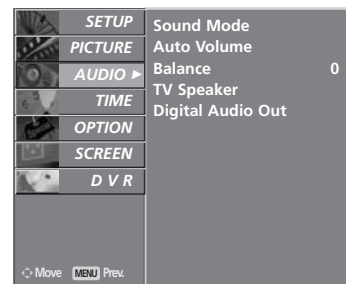 SETUP
PICTURE
AUDIO ►
TIME
OPTION
SCREEN
D V R
Move MENU Prev.
Sound Mode
Auto Volume
Balance 0
TV Speaker
Digital Audio Out